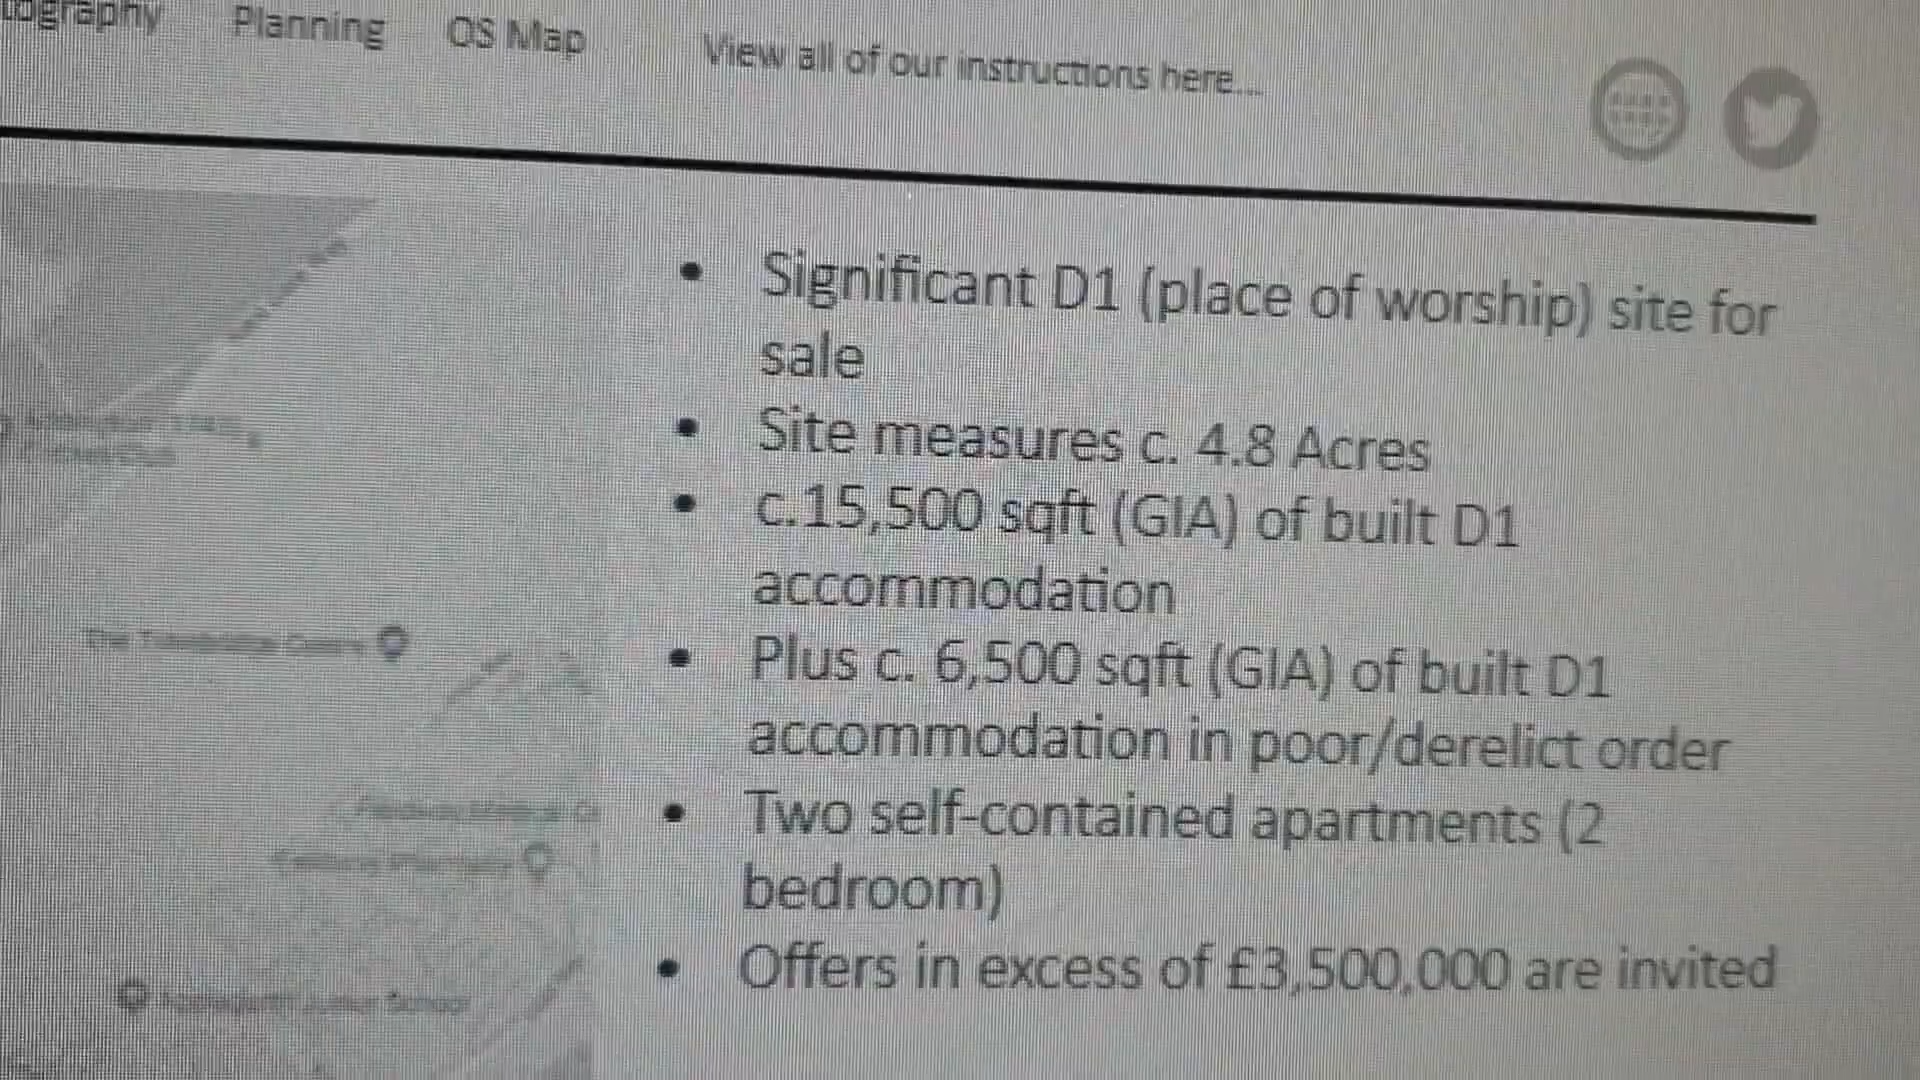 Planning OS Map View all of our instructions here...
• Significant D1 (place of worship) site for
sale
• Site measures c. 4.8 Acres
• c.15,500 sqft (GIA) of built D1
accommodation
• Plus c. 6,500 sqft (GIA) of built D1
accommodation in poor/derelict order
• Two self-contained apartments (2
bedroom)
• Offers in excess of £3,500,000 are invited